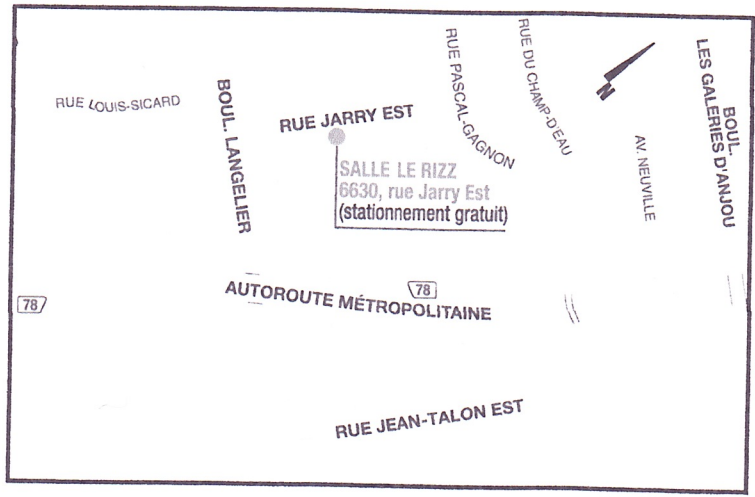 RUE LOUIS-SICARD
BOUL. LANGELIER
RUE JARRY EST
RUE PASCAL-GAGNON
RUE DU CHAMP-D'EAU
N
AV. NEUVILLE
BOUL.
LES GALERIES D'ANJOU
SALLE LE RIZZ
6630, rue Jarry Est
(stationnement gratuit)
78
AUTOROUTE MÉTROPOLITAINE
78
RUE JEAN-TALON EST